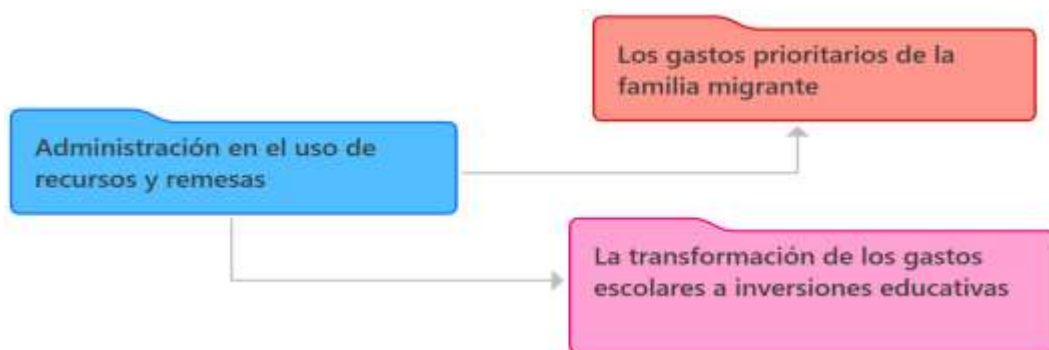 Los gastos prioritarios de la
familia migrante
Administración en el uso de
recursos y remesas
La transformación de los gastos
escolares a inversiones educativas